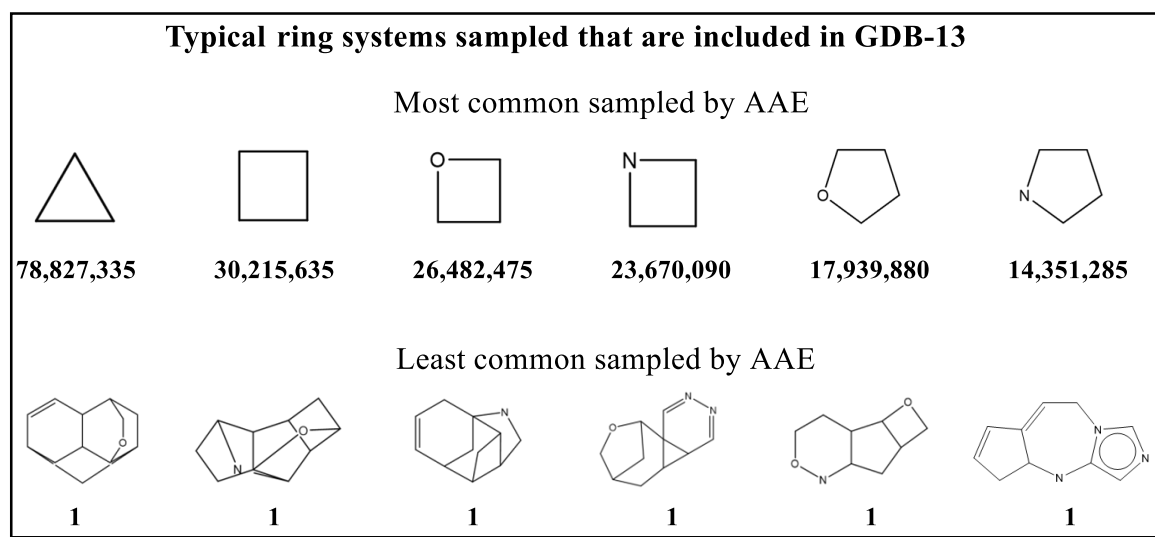 Typical ring systems sampled that are included in GDB-13
Most common sampled by AAE
O N O N
78,827,335 30,215,635 26,482,475 23,670,090 17,939,880 14,351,285
Least common sampled by AAE
O N O N O N N O N O N N N
1 1 1 1 1 1